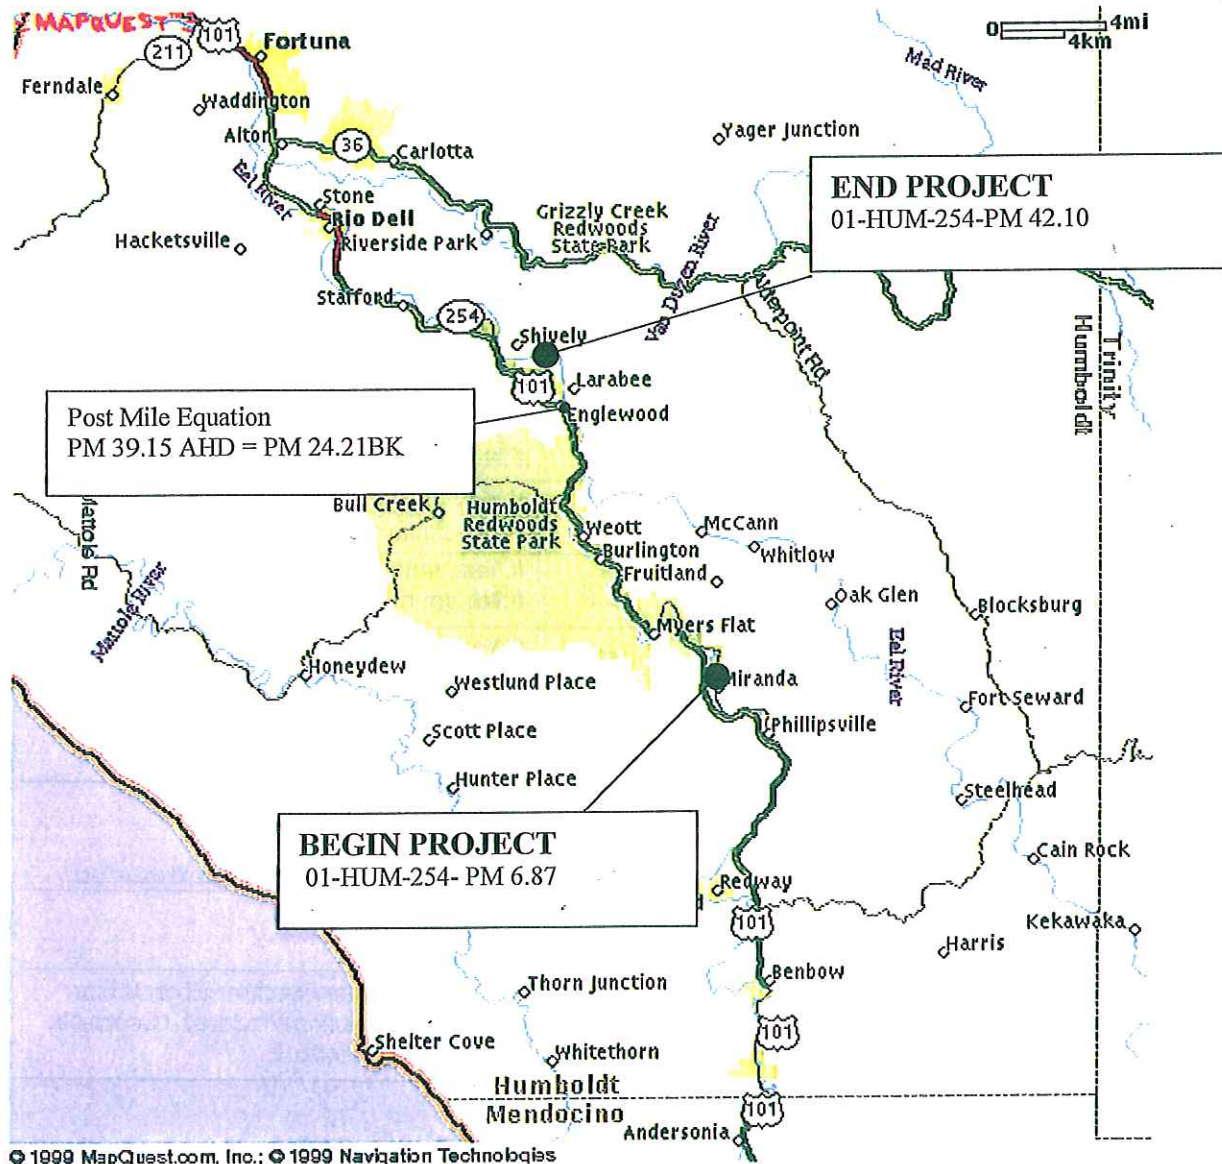 MAPQUEST
101
Fortuna
0
4mi
4km
211
Ferndale
Mad River
Waddington
Yager Junction
Alton
36
Carlotta
END PROJECT
01-HUM-254-PM 42.10
Eel River
Stone
Rio Dell
Grizzly Creek
Redwoods
State Park
Hacketsville
Riverside Park
Van Duzen River
Alderpoint Rd
Stafford
254
Shively
Trinity
Humboldt
101
Larabee
Post Mile Equation
PM 39.15 AHD = PM 24.21BK
Englewood
Bull Creek
Humboldt
Redwoods
State Park
Mattole Rd
Weott
McCann
Burlington
Whitlow
Fruitland
Mattole River
Oak Glen
Blocksburg
Myers Flat
Eel River
Honeydew
Miranda
Westlund Place
Fort Seward
Phillipsville
Scott Place
Hunter Place
Steelhead
BEGIN PROJECT
01-HUM-254- PM 6.87
Cain Rock
Redway
101
Kekawaka
Harris
Benbow
Thorn Junction
101
Shelter Cove
Whitethorn
Humboldt
Mendocino
101
Andersonia
© 1999 MapQuest.com, Inc.; © 1999 Navigation Technologies